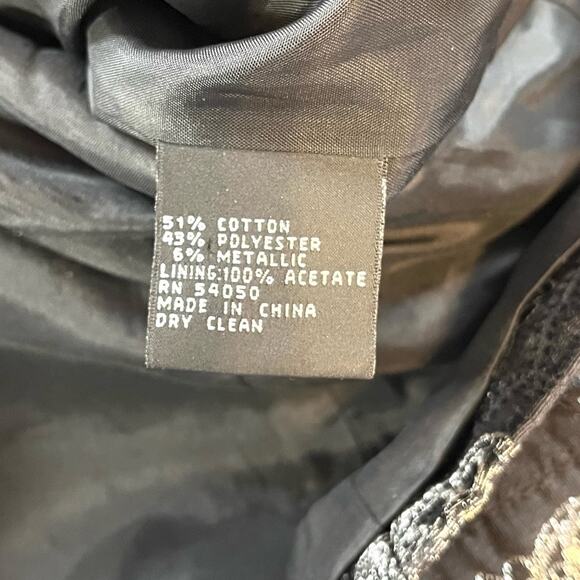 51% COTTON
43% POLYESTER
6% METALLIC
LINING:100% ACETATE
RN 54050
MADE IN CHINA
DRY CLEAN